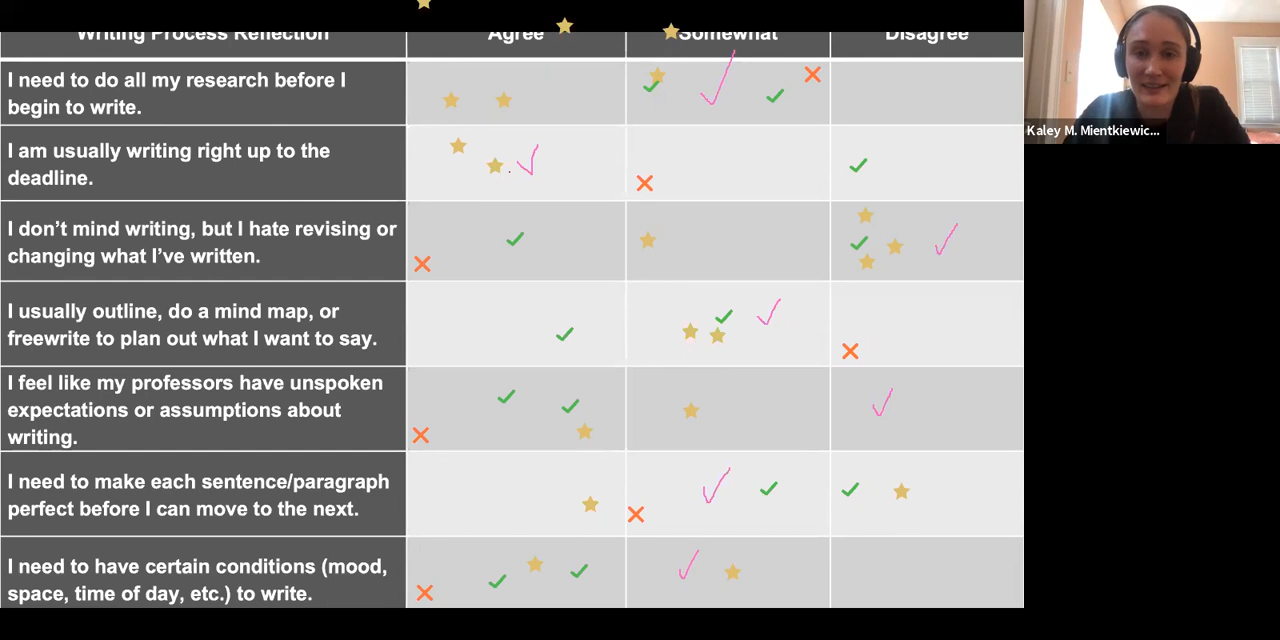 Writing Process Reflection
Agree
Somewhat
Disagree
I need to do all my research before I
begin to write.
I am usually writing right up to the
deadline.
I don’t mind writing, but I hate revising or
changing what I’ve written.
I usually outline, do a mind map, or
freewrite to plan out what I want to say.
I feel like my professors have unspoken
expectations or assumptions about
writing.
I need to make each sentence/paragraph
perfect before I can move to the next.
I need to have certain conditions (mood,
space, time of day, etc.) to write.
Kaley M. Mientkiewic...